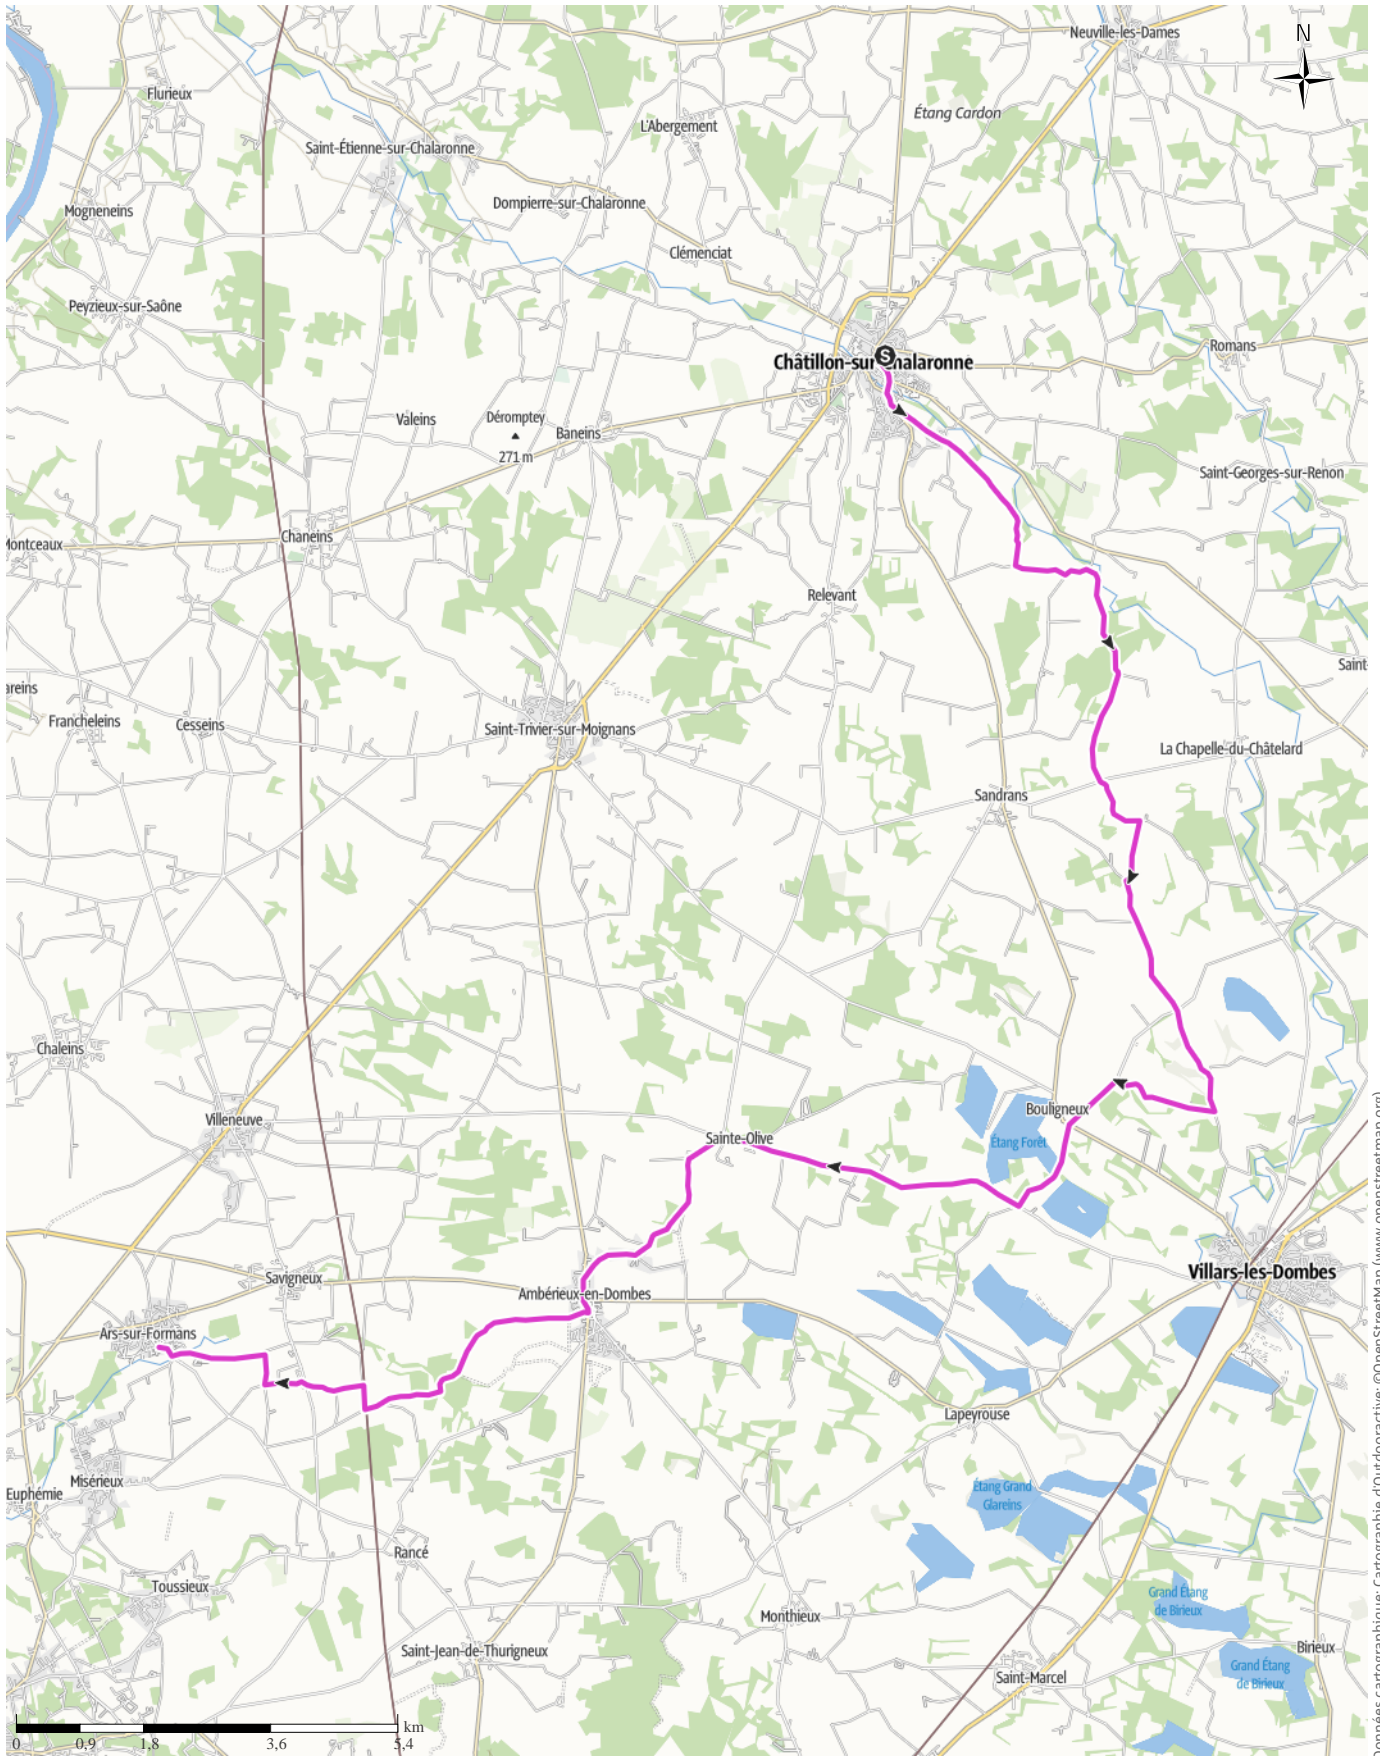 Neuville-les-Dames
N
Flurieux
Étang Cardon
L'Abergement
Saint-Étienne-sur-Chalaronne
Dompierre-sur-Chalaronne
Mogneneins
Clémenciat
Peyzieux-sur-Saône
Romans
S
Châtillon-sur-Chalaronne
Valeins
Déromptey
Baneins
271 m
Saint-Georges-sur-Renon
Chaneins
Montceaux
Relevant
Saint-
areins
Francheleins
Cesseins
Saint-Trivier-sur-Moignans
La Chapelle-du-Châtelard
Sandrans
Chaleins
Villeneuve
Bouligneux
Sainte-Olive
Étang Forêt
Villars-les-Dombes
Savigneux
Ambérieux-en-Dombes
Ars-sur-Formans
Lapeyrouse
Misérieux
Euphémie
Étang Grand
Glareins
Rancé
Toussieux
Grand Étang
de Birieux
Monthieux
Saint-Jean-de-Thurigneux
Birieux
Grand Étang
de Birieux
Saint-Marcel
km
0 0,9 1,8 3,6 5,4
Données cartographique: Cartographie d'Outdooractive; ©OpenStreetMap (www.openstreetmap.org)